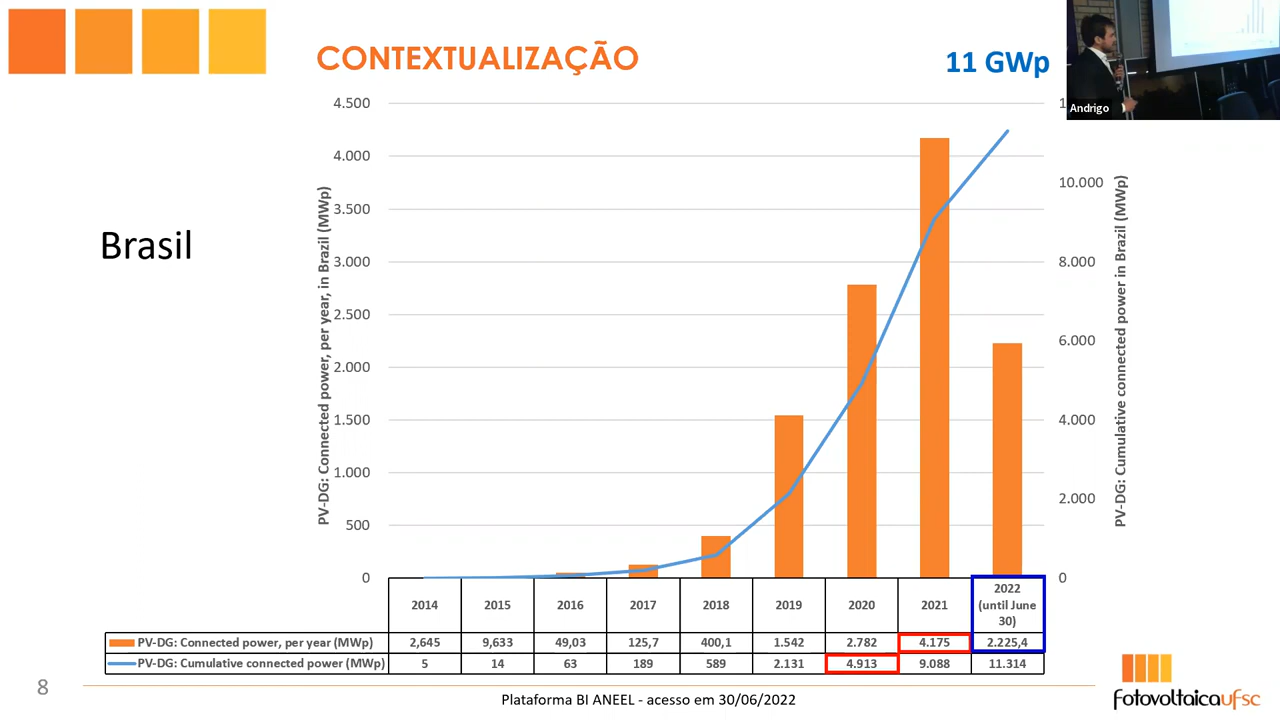 CONTEXTUALIZAÇÃO
11 GWp
Andrigo
Brasil
PV-DG: Connected power, per year, in Brazil (MWp)
4.500
4.000
3.500
3.000
2.500
2.000
1.500
1.000
500
0
10.000
8.000
6.000
4.000
2.000
0
PV-DG: Cumulative connected power in Brazil (MWp)
2014 2015 2016 2017 2018 2019 2020 2021 2022 (until June 30)
PV-DG: Connected power, per year (MWp) 2,645 9,633 49,03 125,7 400,1 1.542 2.782 4.175 2.225,4
PV-DG: Cumulative connected power (MWp) 5 14 63 189 589 2.131 4.913 9.088 11.314
8
Plataforma BI ANEEL - acesso em 30/06/2022
fotovoltaicaufsc